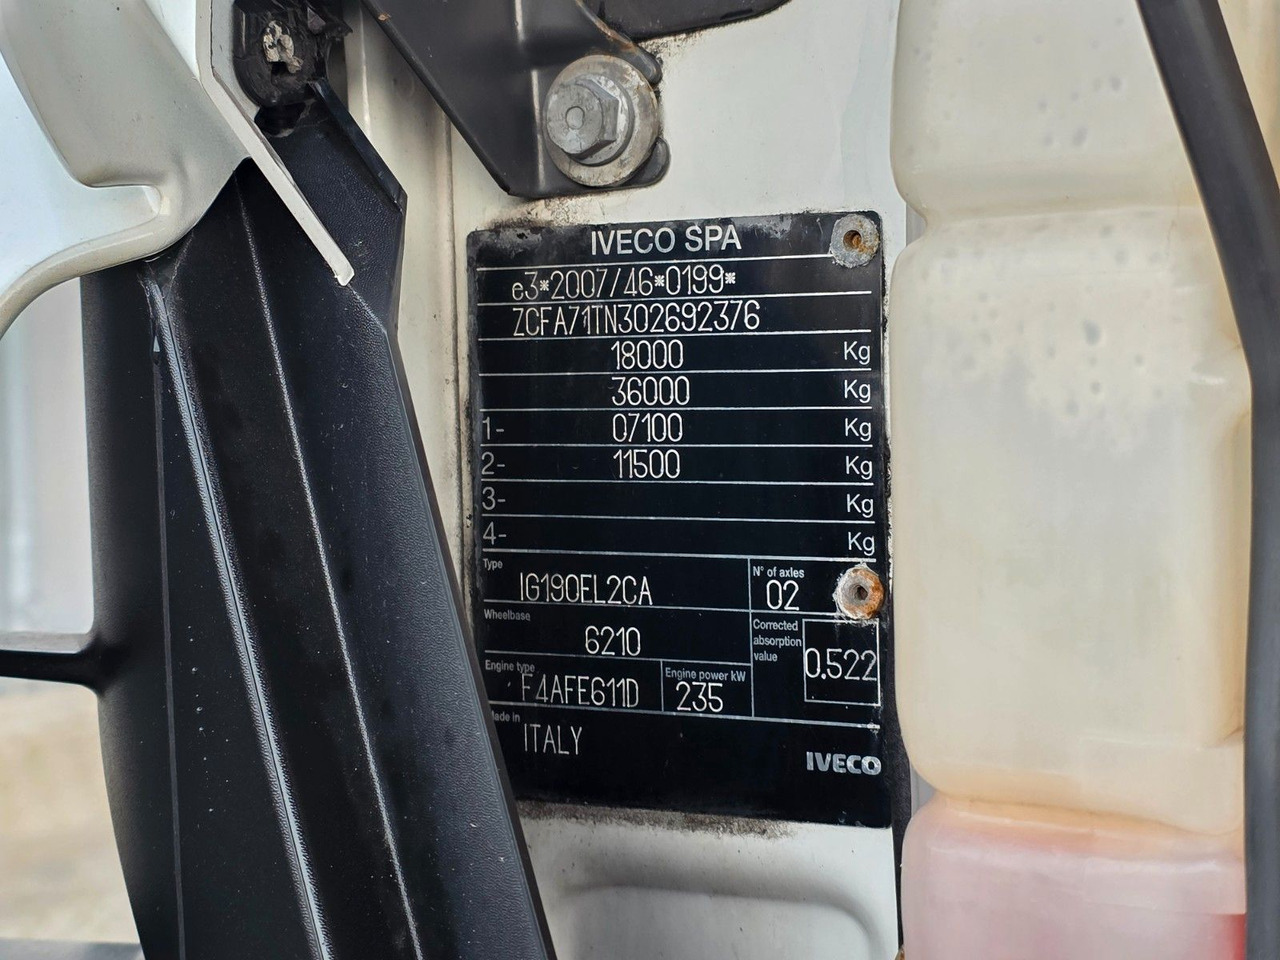 IVECO SPA
e3*2007/46*0199*
ZCFA71TN302692376
18000 Kg
36000 Kg
1- 07100 Kg
2- 11500 Kg
3- Kg
4- Kg
Type
IG190EL2CA
N° of axles
02
Wheelbase
6210
Corrected absorption value
0.522
Engine type
F4AFE611D
Engine power kW
235
Made in
ITALY
IVECO